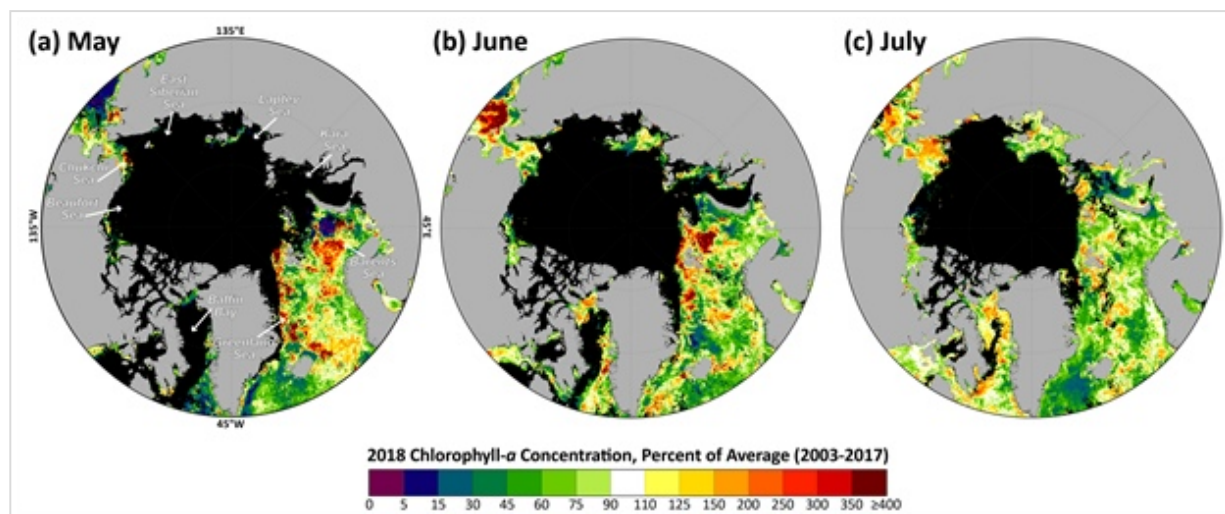 (a) May
(b) June
(c) July
135°E
East
Siberian
Sea
Laptev
Sea
Kara
Sea
Chukchi
Sea
Beaufort
Sea
135°W
45°E
Barents
Sea
Baffin
Bay
Greenland
Sea
45°W
2018 Chlorophyll-a Concentration, Percent of Average (2003-2017)
0 5 15 30 45 60 75 90 110 125 150 200 250 300 350 ≥400